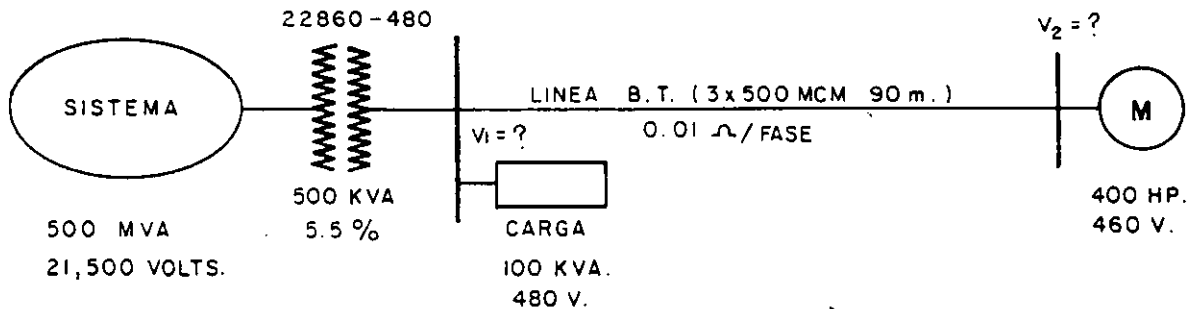 22860-480
V2 = ?
SISTEMA
LINEA B.T. (3x500 MCM 90 m.)
M
V1 = ?
0.01 Ω/FASE
500 KVA
5.5 %
CARGA
400 HP.
460 V.
500 MVA
21,500 VOLTS.
100 KVA.
480 V.